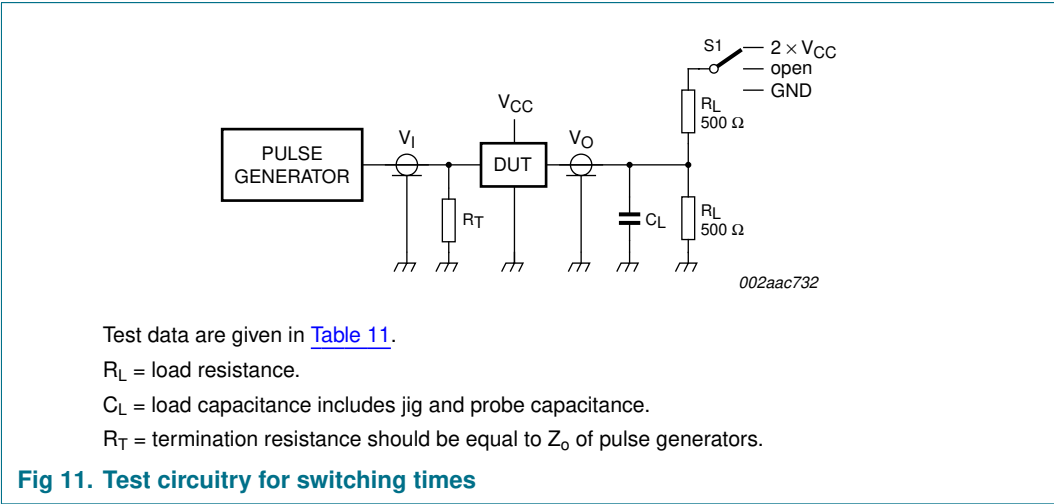 S1
2 × VCC
open
GND
RL
500 Ω
VCC
VI
VO
PULSE
GENERATOR
DUT
RT
CL
RL
500 Ω
002aac732
Test data are given in Table 11.
RL = load resistance.
CL = load capacitance includes jig and probe capacitance.
RT = termination resistance should be equal to Zo of pulse generators.
Fig 11. Test circuitry for switching times